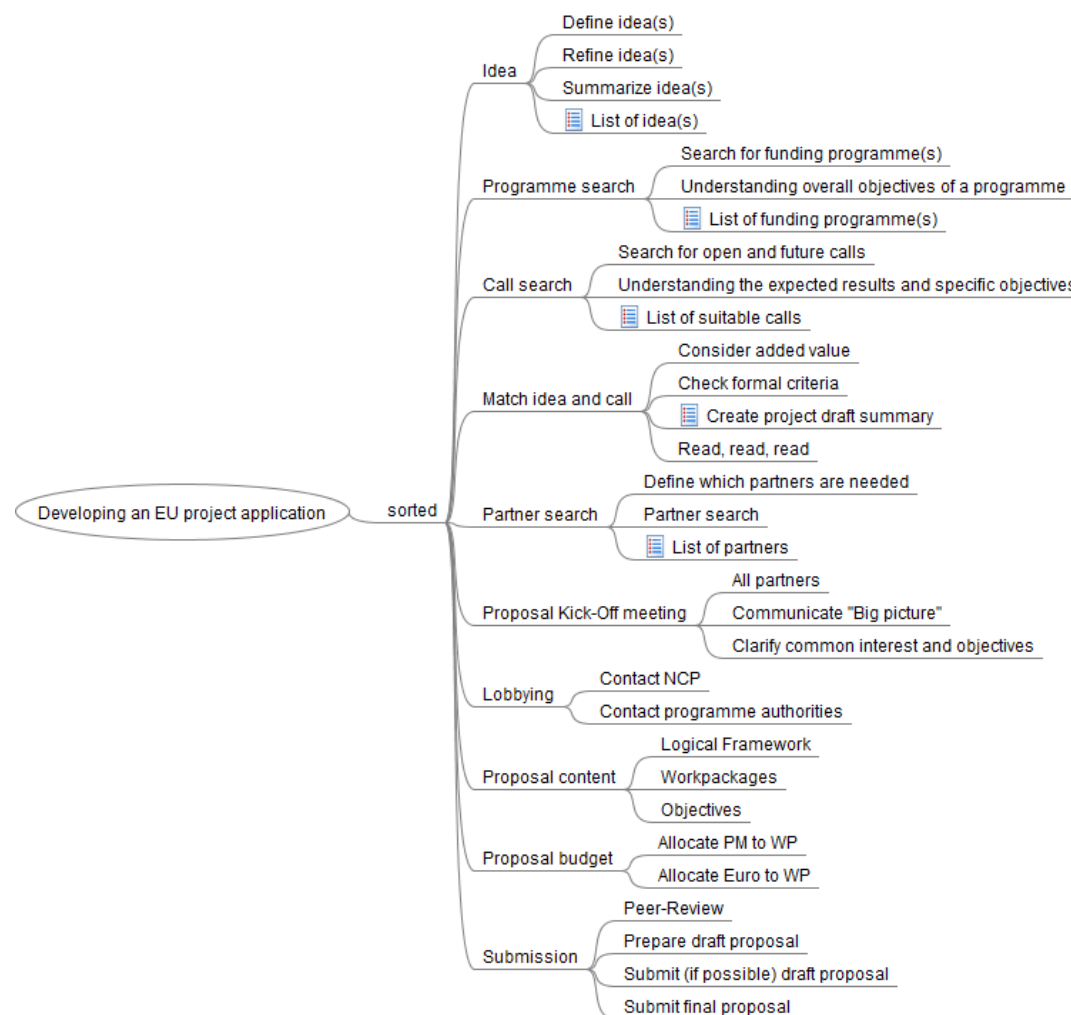 Developing an EU project application
sorted
Idea
Define idea(s)
Refine idea(s)
Summarize idea(s)
List of idea(s)
Programme search
Search for funding programme(s)
Understanding overall objectives of a programme
List of funding programme(s)
Call search
Search for open and future calls
Understanding the expected results and specific objectives
List of suitable calls
Match idea and call
Consider added value
Check formal criteria
Create project draft summary
Read, read, read
Partner search
Define which partners are needed
Partner search
List of partners
Proposal Kick-Off meeting
All partners
Communicate "Big picture"
Clarify common interest and objectives
Lobbying
Contact NCP
Contact programme authorities
Proposal content
Logical Framework
Workpackages
Objectives
Proposal budget
Allocate PM to WP
Allocate Euro to WP
Submission
Peer-Review
Prepare draft proposal
Submit (if possible) draft proposal
Submit final proposal